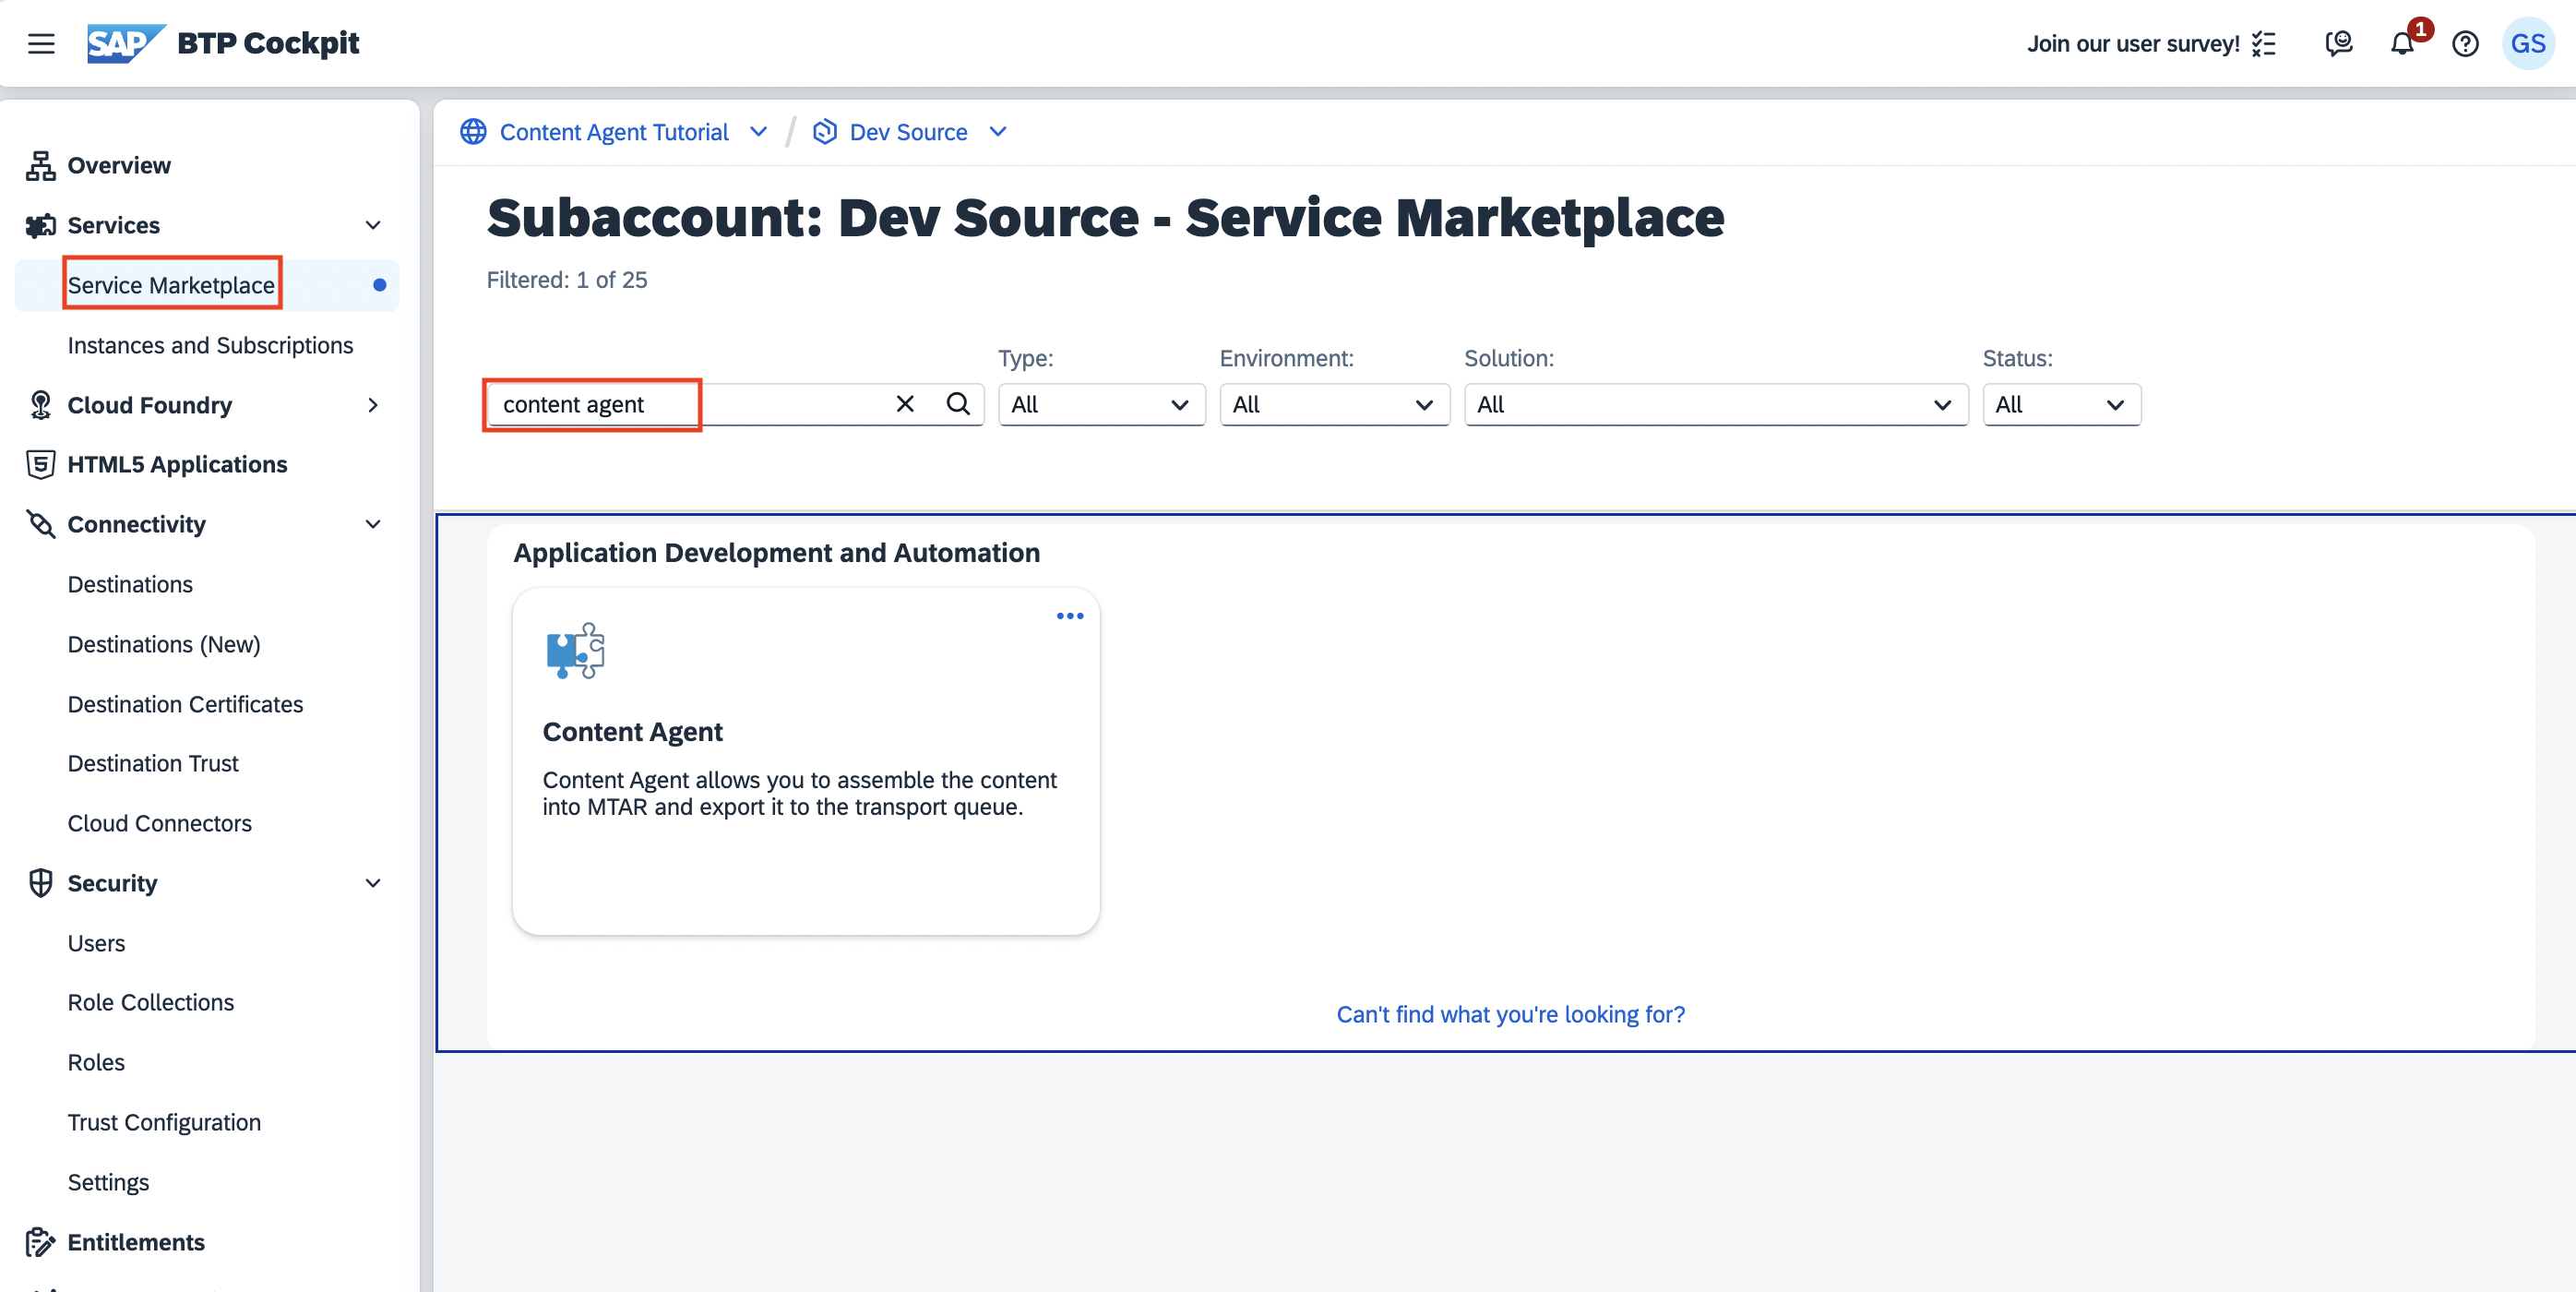 SAP BTP Cockpit
Join our user survey!
1
GS
Overview
Services
Service Marketplace
Instances and Subscriptions
Cloud Foundry
HTML5 Applications
Connectivity
Destinations
Destinations (New)
Destination Certificates
Destination Trust
Cloud Connectors
Security
Users
Role Collections
Roles
Trust Configuration
Settings
Entitlements
Content Agent Tutorial / Dev Source
Subaccount: Dev Source - Service Marketplace
Filtered: 1 of 25
Type: Environment: Solution: Status:
content agent All All All All
Application Development and Automation
Content Agent
Content Agent allows you to assemble the content
into MTAR and export it to the transport queue.
Can't find what you're looking for?